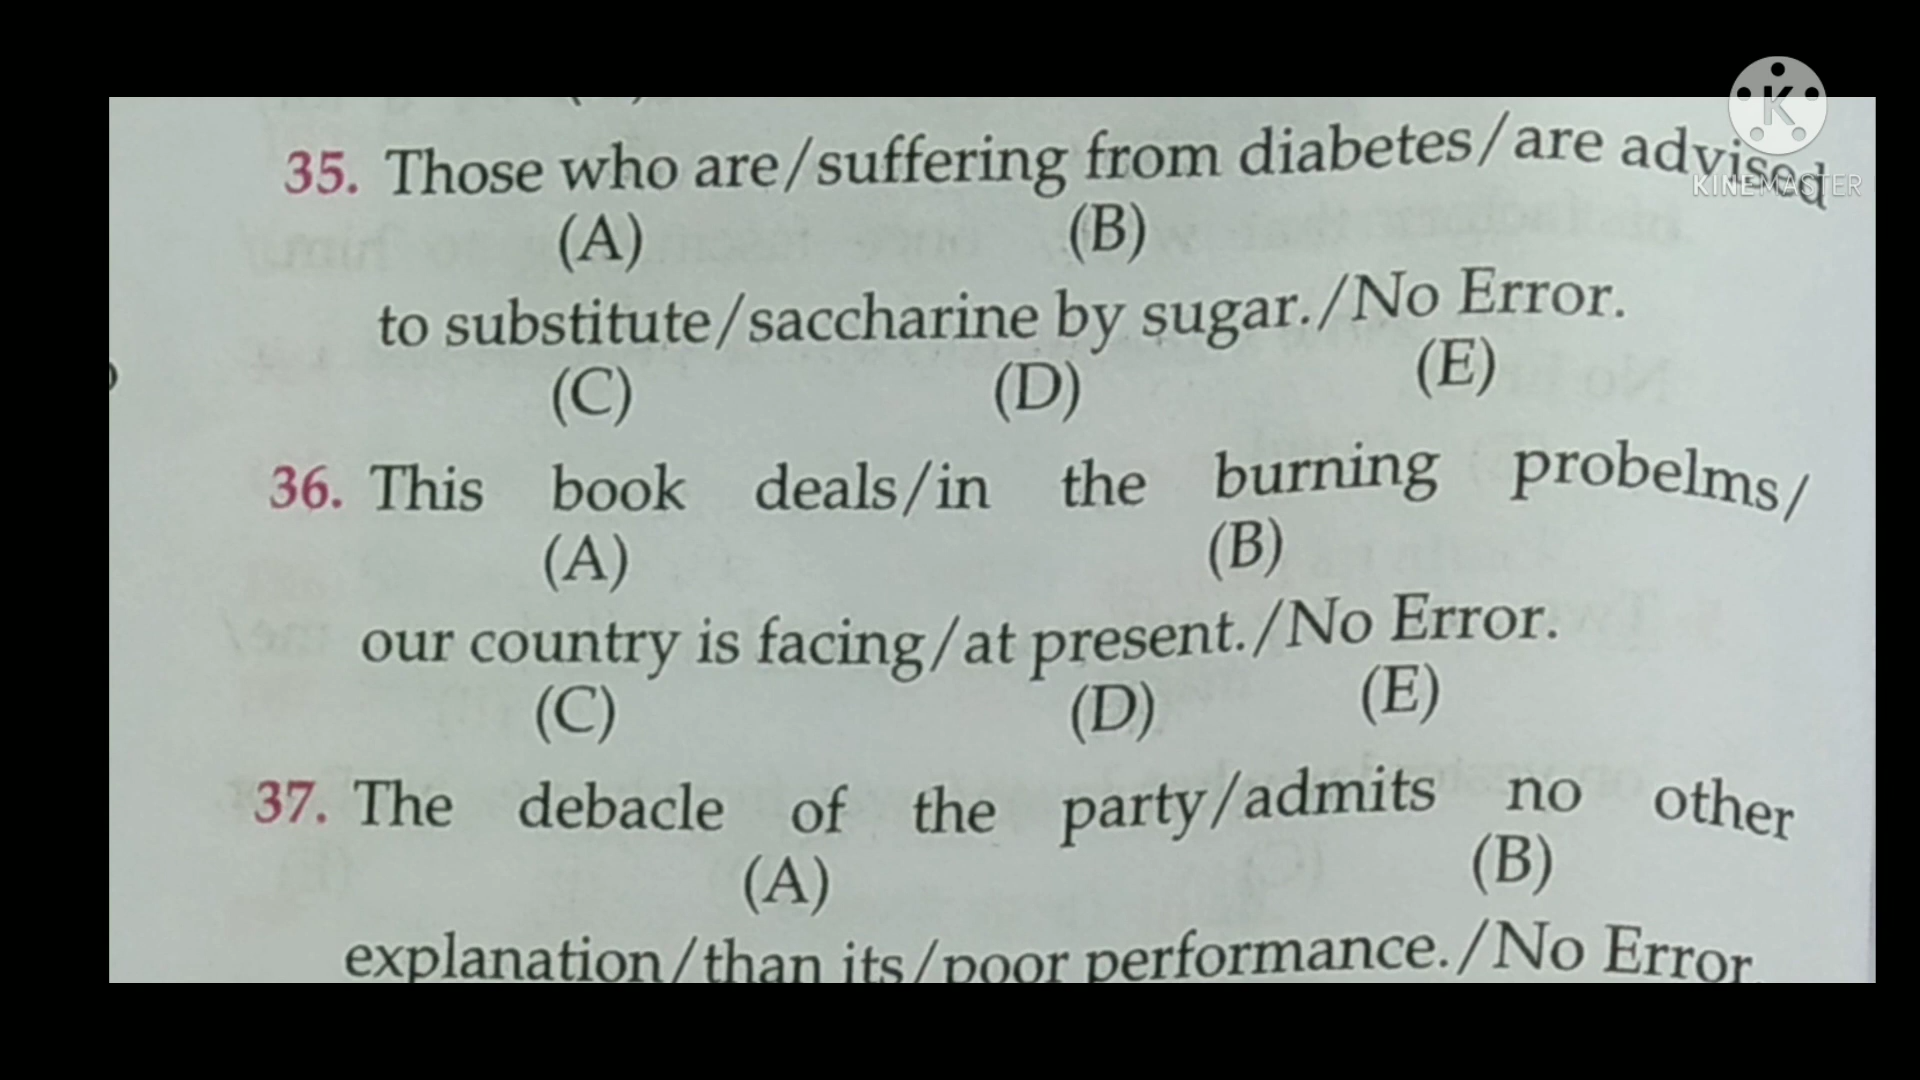 K
KINEMASTER
35. Those who are/suffering from diabetes/are advised
(A) (B)
to substitute/saccharine by sugar./No Error.
(C) (D) (E)
36. This book deals/in the burning probelms/
(A) (B)
our country is facing/at present./No Error.
(C) (D) (E)
37. The debacle of the party/admits no other
(A) (B)
explanation/than its/poor performance./No Error.